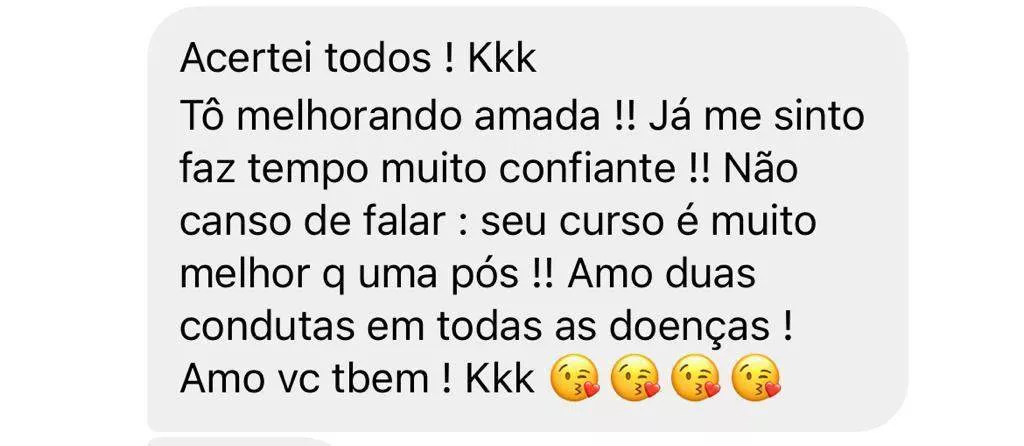 Acertei todos ! Kkk
Tô melhorando amada !! Já me sinto
faz tempo muito confiante !! Não
canso de falar : seu curso é muito
melhor q uma pós !! Amo duas
condutas em todas as doenças !
Amo vc tbem ! Kkk 😘😘😘😘